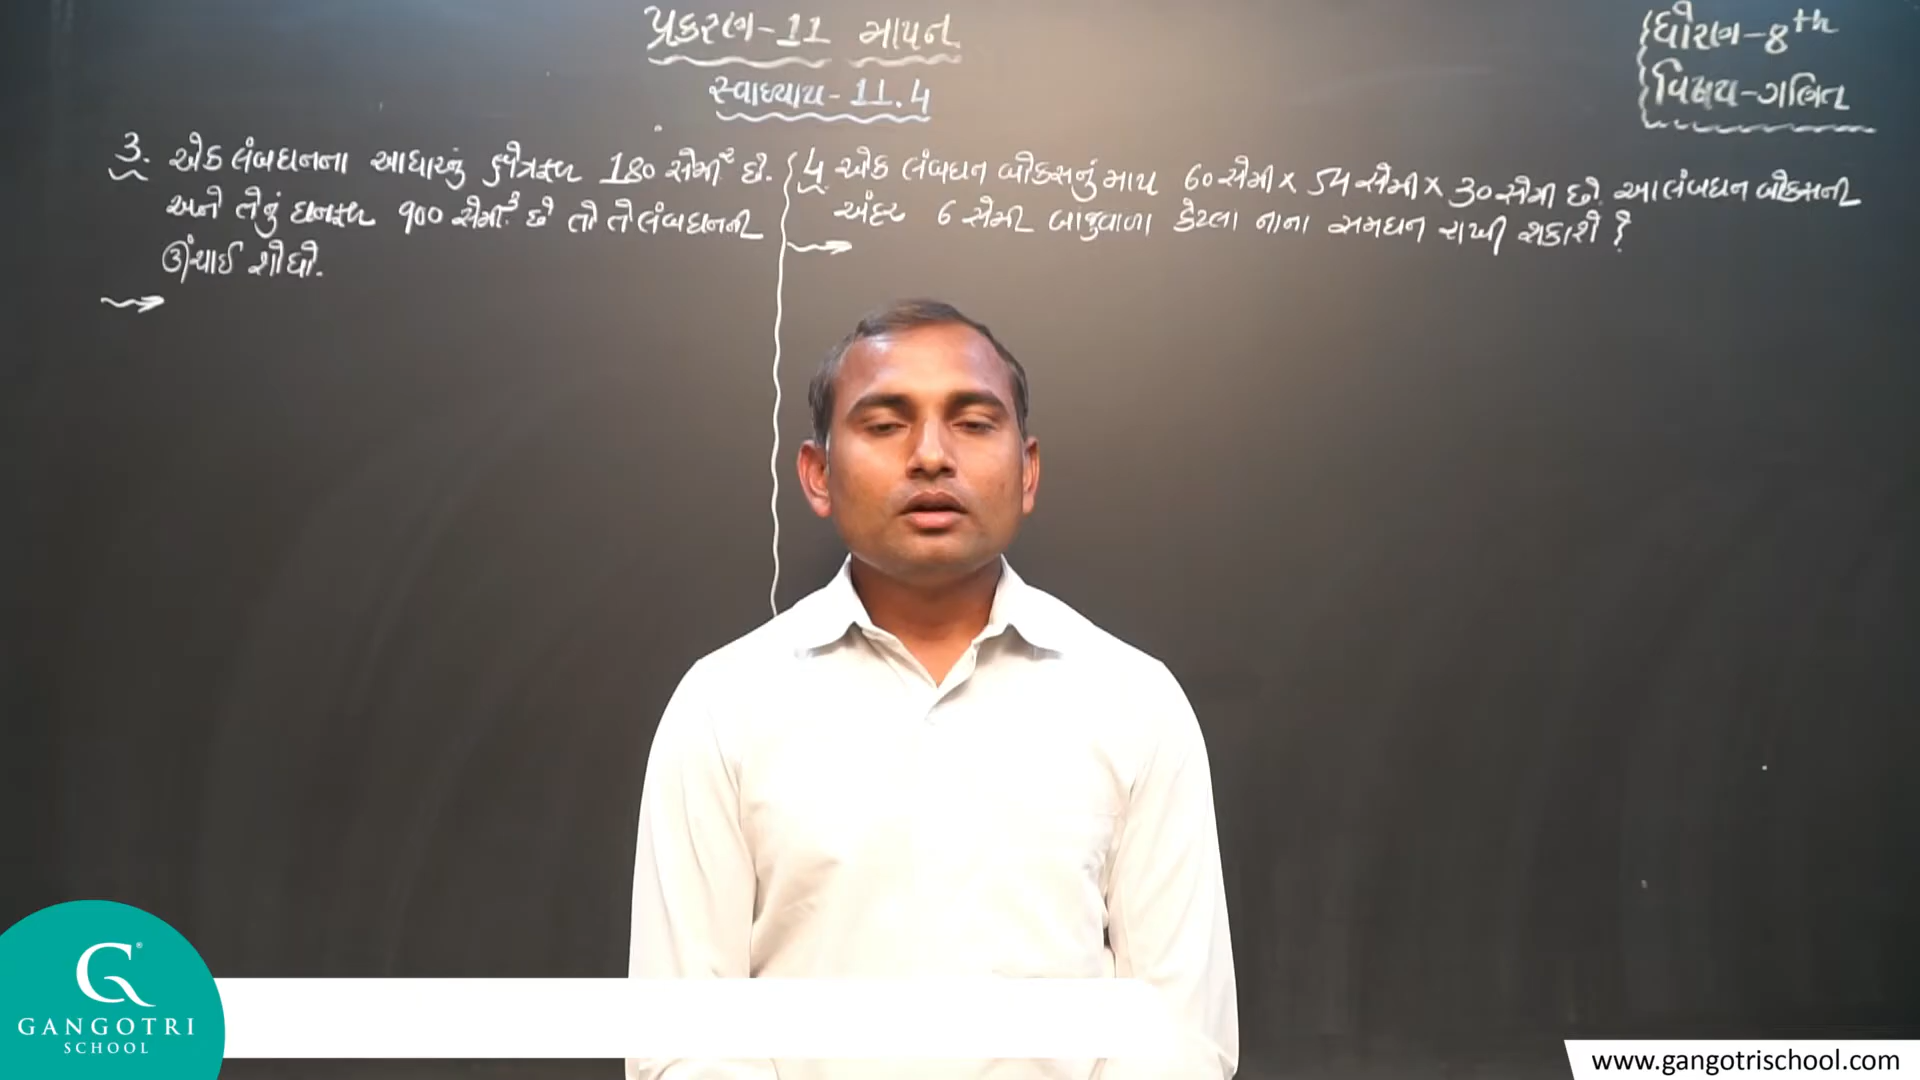 પ્રકરણ-11 માપન
સ્વાધ્યાય-11.4
ધોરણ-8th
વિષય-ગણિત
3. એક લંબઘનના આધારનું ક્ષેત્રફળ 180 સેમી² છે.
અને તેનું ઘનફળ ૧૦૦ સેમી³ છે તો તે લંબઘનની
ઊંચાઈ શોધો.
4. એક લંબઘન બોક્સનું માપ 60 સેમી × 54 સેમી × 30 સેમી છે. આ લંબઘન બોક્સની
અંદર 6 સેમી બાજુવાળા કેટલા નાના સમઘન રાખી શકાશે ?
G®
GANGOTRI
SCHOOL
www.gangotrischool.com